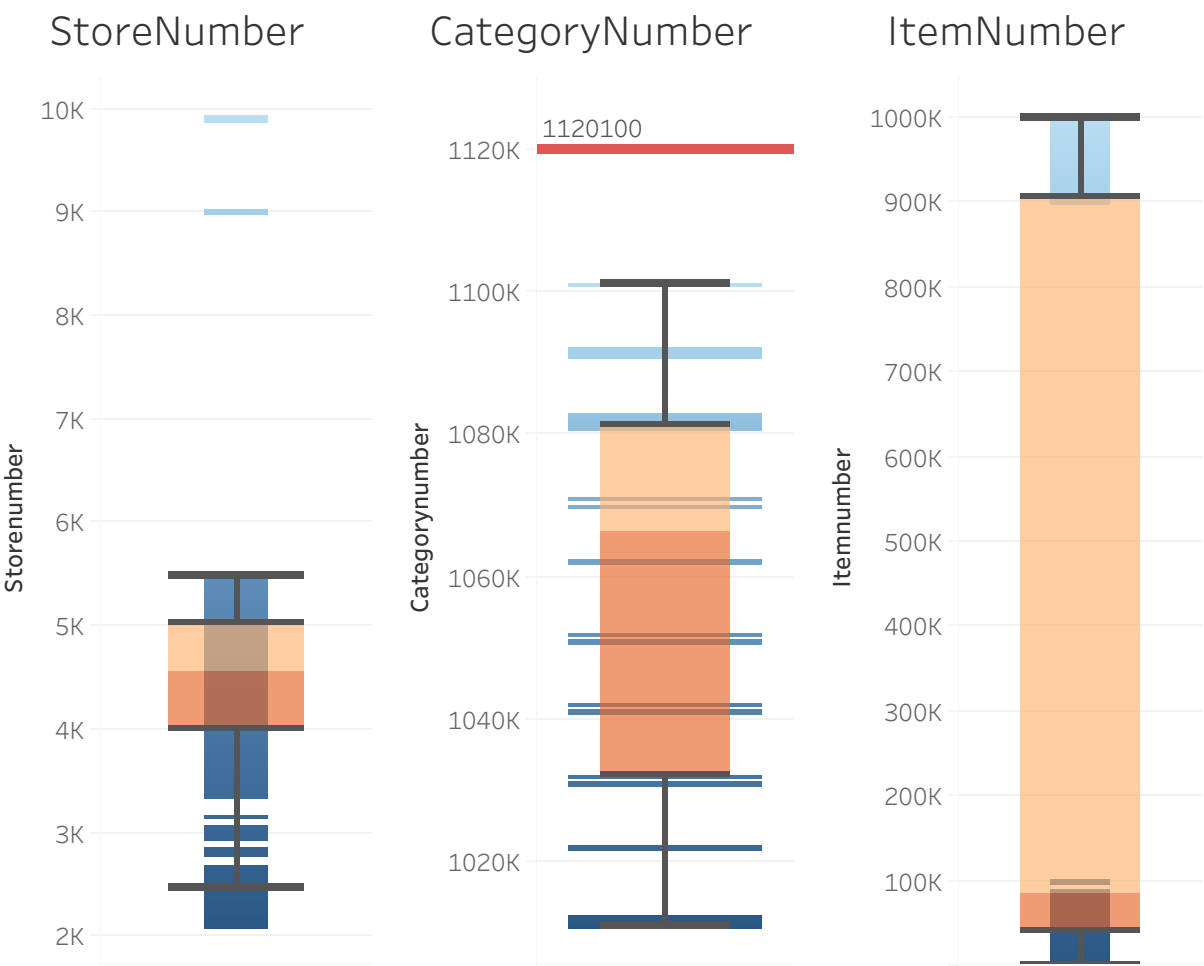 StoreNumber
Storenumber
10K
9K
8K
7K
6K
5K
4K
3K
2K
CategoryNumber
Categorynumber
1120100
1120K
1100K
1080K
1060K
1040K
1020K
ItemNumber
Itemnumber
1000K
900K
800K
700K
600K
500K
400K
300K
200K
100K